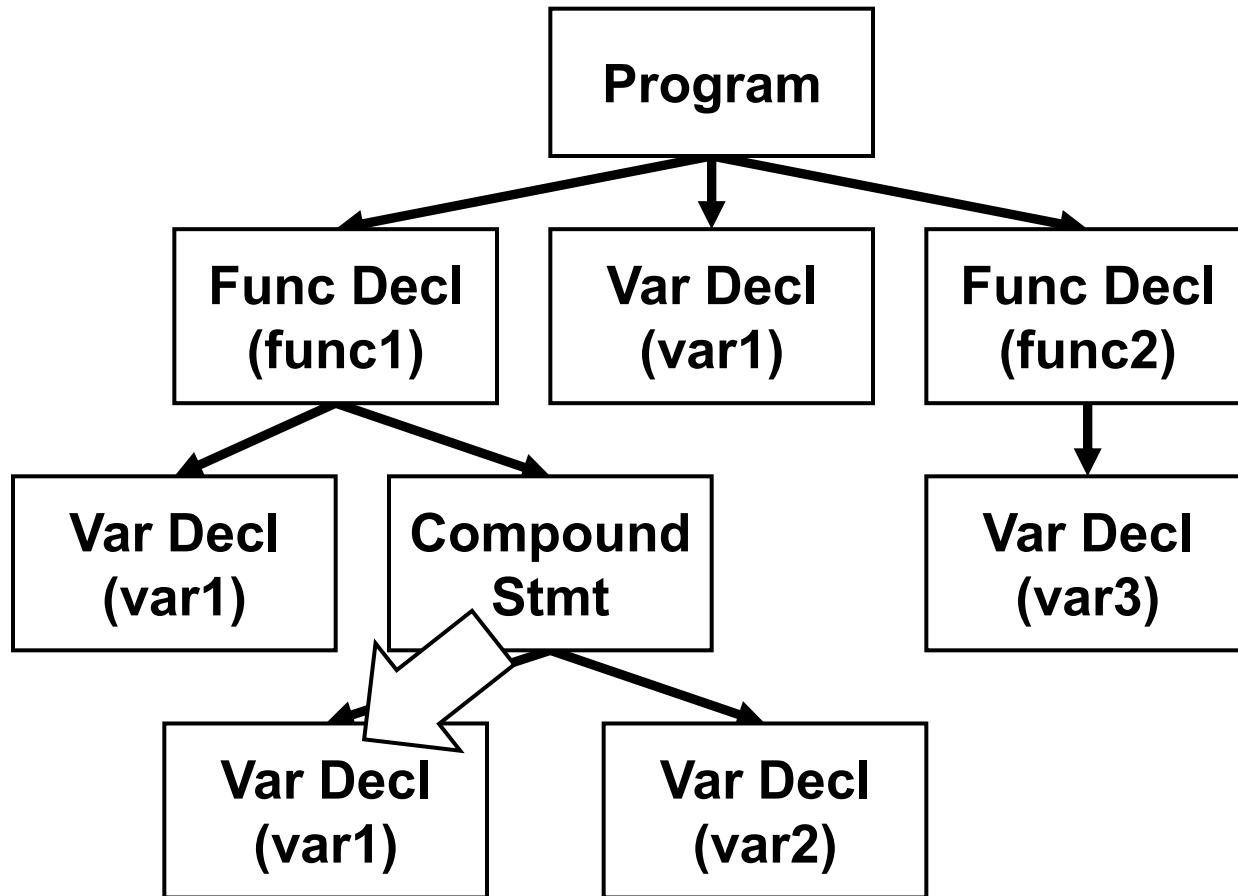 Program
Func Decl
(func1)
Var Decl
(var1)
Func Decl
(func2)
Var Decl
(var1)
Compound
Stmt
Var Decl
(var3)
Var Decl
(var1)
Var Decl
(var2)